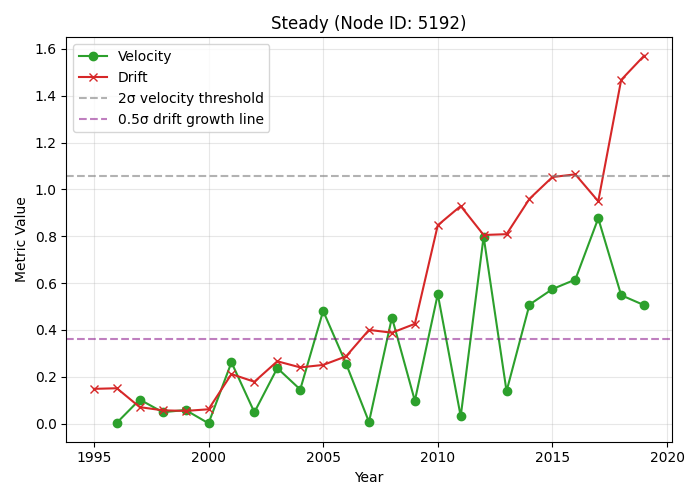 Steady (Node ID: 5192)
Velocity
Drift
2σ velocity threshold
0.5σ drift growth line
Metric Value
1.6
1.4
1.2
1.0
0.8
0.6
0.4
0.2
0.0
1995
2000
2005
2010
2015
2020
Year